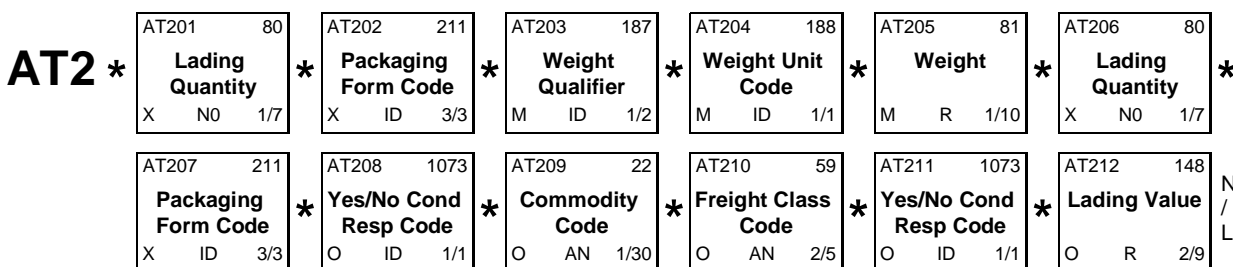 AT201 80 AT202 211 AT203 187 AT204 188 AT205 81 AT206 80
AT2 * Lading Quantity * Packaging Form Code * Weight Qualifier * Weight Unit Code * Weight * Lading Quantity *
X N0 1/7 X ID 3/3 M ID 1/2 M ID 1/1 M R 1/10 X N0 1/7
AT207 211 AT208 1073 AT209 22 AT210 59 AT211 1073 AT212 148
Packaging Form Code * Yes/No Cond Resp Code * Commodity Code * Freight Class Code * Yes/No Cond Resp Code * Lading Value N / L
X ID 3/3 O ID 1/1 O AN 1/30 O AN 2/5 O ID 1/1 O R 2/9